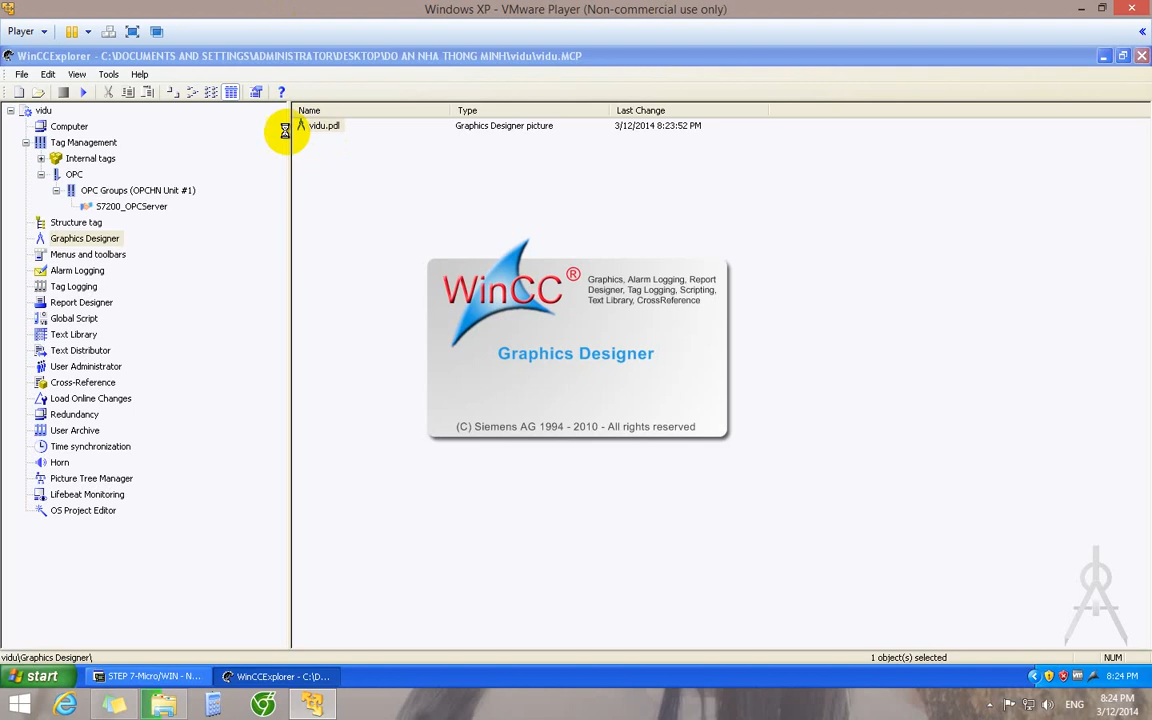 Windows XP - VMware Player (Non-commercial use only)
Player
WinCCExplorer - C:\DOCUMENTS AND SETTINGS\ADMINISTRATOR\DESKTOP\DO AN NHA THONG MINH\vidu\vidu.MCP
File Edit View Tools Help
vidu
Computer
Tag Management
Internal tags
OPC
OPC Groups (OPCHN Unit #1)
S7200_OPCServer
Structure tag
Graphics Designer
Menus and toolbars
Alarm Logging
Tag Logging
Report Designer
Global Script
Text Library
Text Distributor
User Administrator
Cross-Reference
Load Online Changes
Redundancy
User Archive
Time synchronization
Horn
Picture Tree Manager
Lifebeat Monitoring
OS Project Editor
Name Type Last Change
vidu.pdl Graphics Designer picture 3/12/2014 8:23:52 PM
WinCC®
Graphics, Alarm Logging, Report
Designer, Tag Logging, Scripting,
Text Library, CrossReference
Graphics Designer
(C) Siemens AG 1994 - 2010 - All rights reserved
vidu\Graphics Designer\ 1 object(s) selected NUM
start STEP 7-Micro/WIN - N... WinCCExplorer - C:\D... 8:24 PM
ENG 8:24 PM
3/12/2014